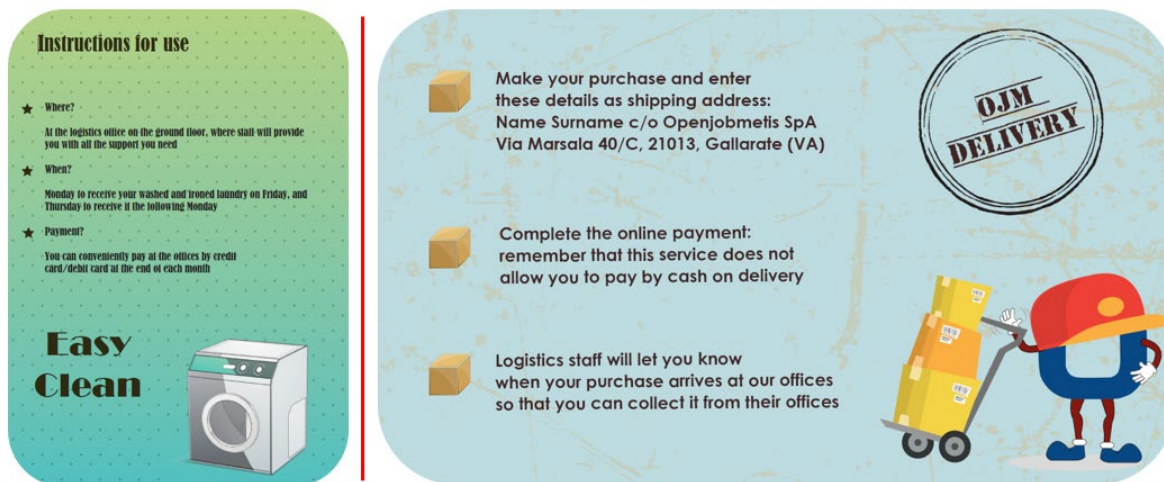 Instructions for use
Where?
At the logistics office on the ground floor, where staff will provide
you with all the support you need
When?
Monday to receive your washed and ironed laundry on Friday, and
Thursday to receive it the following Monday
Payment?
You can conveniently pay at the offices by credit
card/debit card at the end of each month
Easy
Clean
Make your purchase and enter
these details as shipping address:
Name Surname c/o Openjobmetis SpA
Via Marsala 40/C, 21013, Gallarate (VA)
Complete the online payment:
remember that this service does not
allow you to pay by cash on delivery
Logistics staff will let you know
when your purchase arrives at our offices
so that you can collect it from their offices
OJM
DELIVERY